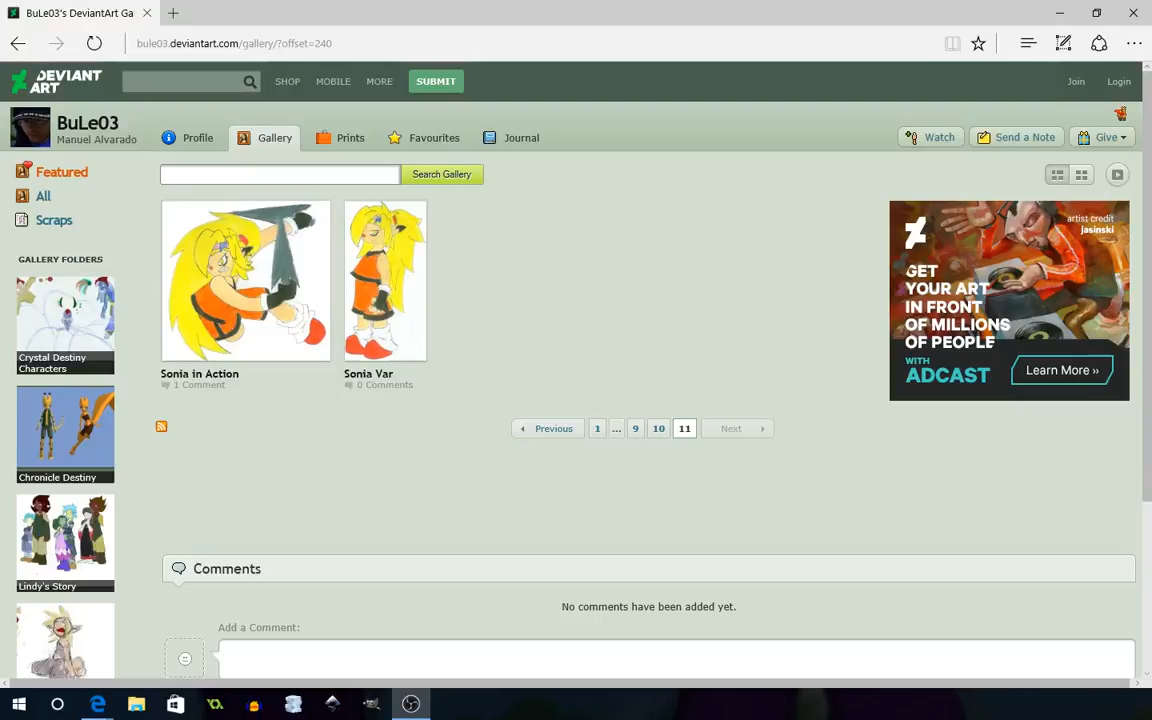 BuLe03's DeviantArt Ga
bule03.deviantart.com/gallery/?offset=240
DEVIANT ART
SHOP
MOBILE
MORE
SUBMIT
Join
Login
BuLe03
Manuel Alvarado
Profile
Gallery
Prints
Favourites
Journal
Watch
Send a Note
Give
Featured
All
Scraps
Search Gallery
GALLERY FOLDERS
Crystal Destiny
Characters
Chronicle Destiny
Lindy's Story
Sonia in Action
1 Comment
Sonia Var
0 Comments
artist credit
jasinski
GET
YOUR ART
IN FRONT
OF MILLIONS
OF PEOPLE
WITH
ADCAST
Learn More ››
Previous
1
...
9
10
11
Next
Comments
No comments have been added yet.
Add a Comment: